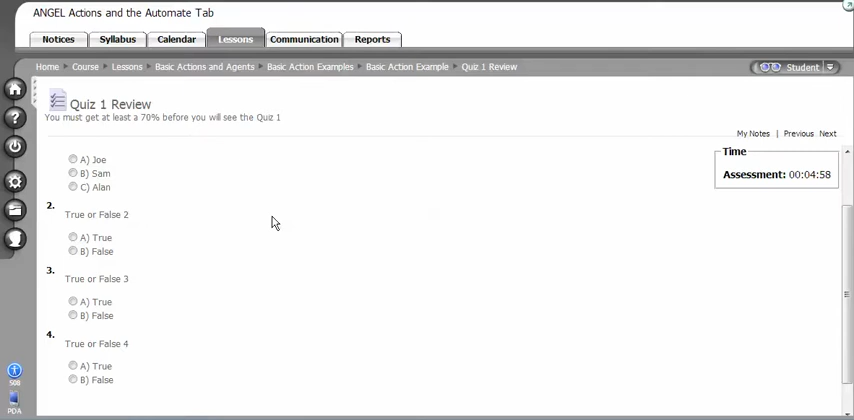 ANGEL Actions and the Automate Tab
Notices Syllabus Calendar Lessons Communication Reports
Home Course Lessons Basic Actions and Agents Basic Action Examples Basic Action Example Quiz 1 Review Student
Quiz 1 Review
You must get at least a 70% before you will see the Quiz 1
My Notes | Previous Next
Time
Assessment: 00:04:58
A) Joe
B) Sam
C) Alan
2.
True or False 2
A) True
B) False
3.
True or False 3
A) True
B) False
4.
True or False 4
A) True
B) False
508
PDA